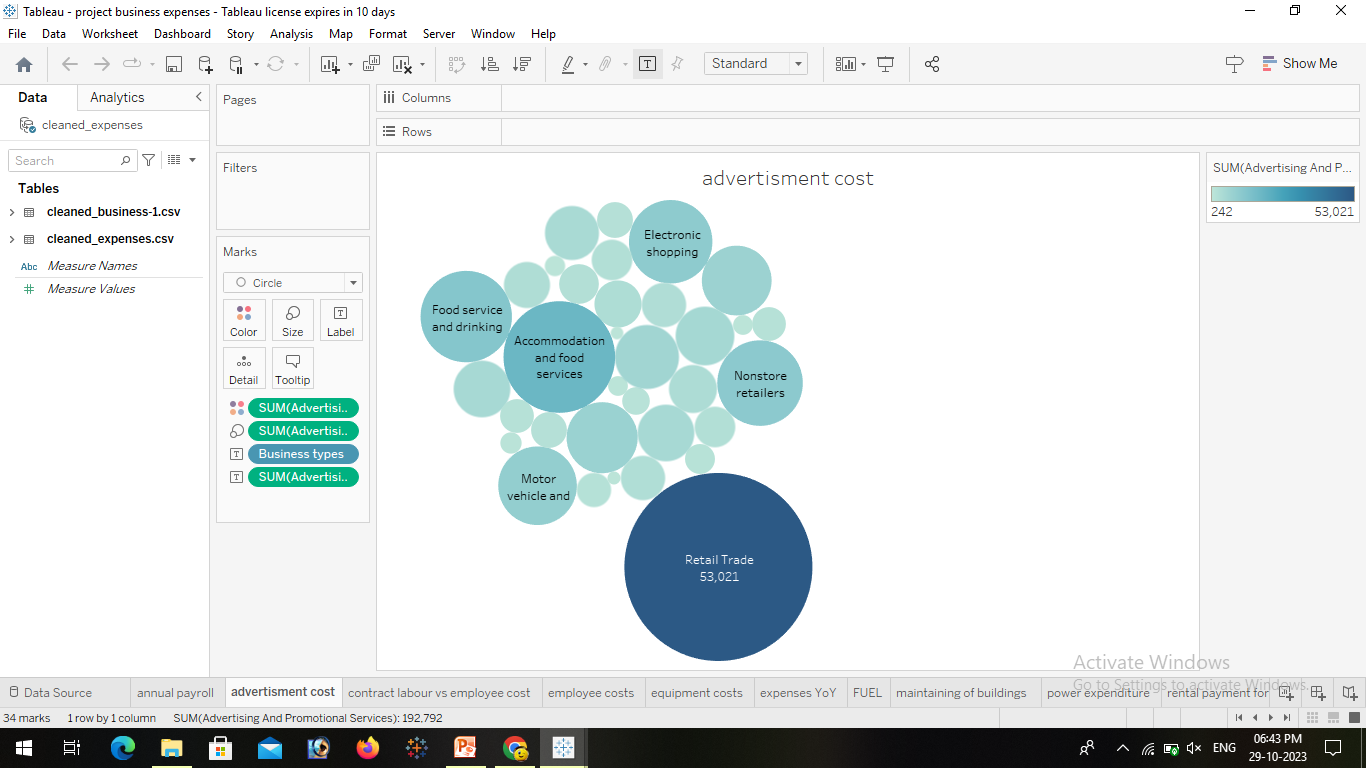 Tableau - project business expenses - Tableau license expires in 10 days
File Data Worksheet Dashboard Story Analysis Map Format Server Window Help
Standard
Show Me
Data Analytics
cleaned_expenses
Search
Tables
cleaned_business-1.csv
cleaned_expenses.csv
Abc Measure Names
# Measure Values
Pages
Filters
Marks
Circle
Color Size Label
Detail Tooltip
SUM(Advertisi..
SUM(Advertisi..
Business types
SUM(Advertisi..
Columns
Rows
advertisment cost
Electronic
shopping
Food service
and drinking
Accommodation
and food
services
Nonstore
retailers
Motor
vehicle and
Retail Trade
53,021
SUM(Advertising And P...
242 53,021
Activate Windows
Go to Settings to activate Windows.
Data Source annual payroll advertisment cost contract labour vs employee cost employee costs equipment costs expenses YoY FUEL maintaining of buildings power expenditure rental payment for
34 marks 1 row by 1 column SUM(Advertising And Promotional Services): 192,792
ENG
06:43 PM
29-10-2023